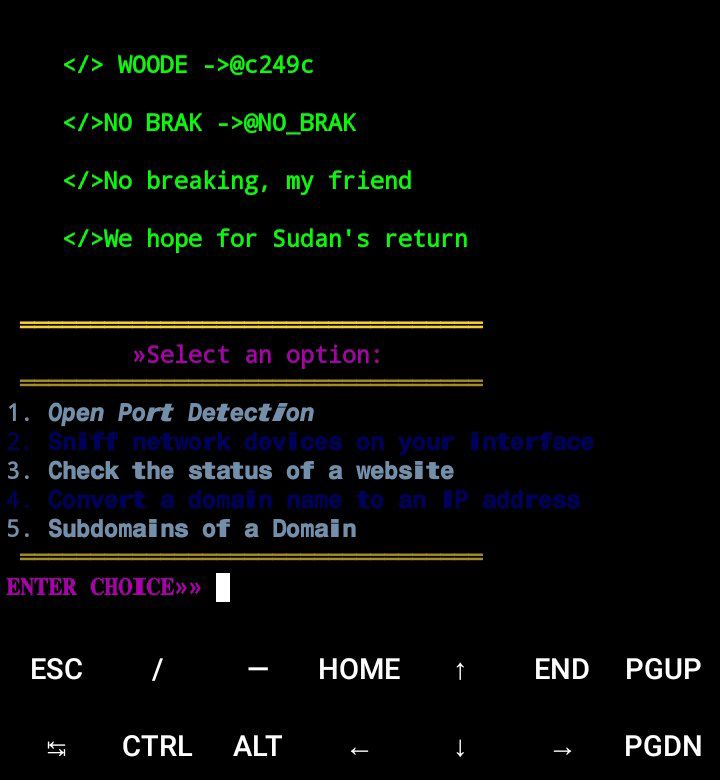 </> WOODE ->@c249c
</>NO BRAK ->@NO_BRAK
</>No breaking, my friend
</>We hope for Sudan's return
»Select an option:
1. Open Port Detection
2. Sniff network devices on your interface
3. Check the status of a website
4. Convert a domain name to an IP address
5. Subdomains of a Domain
ENTER CHOICE»»
ESC / — HOME ↑ END PGUP
↹ CTRL ALT ← ↓ → PGDN